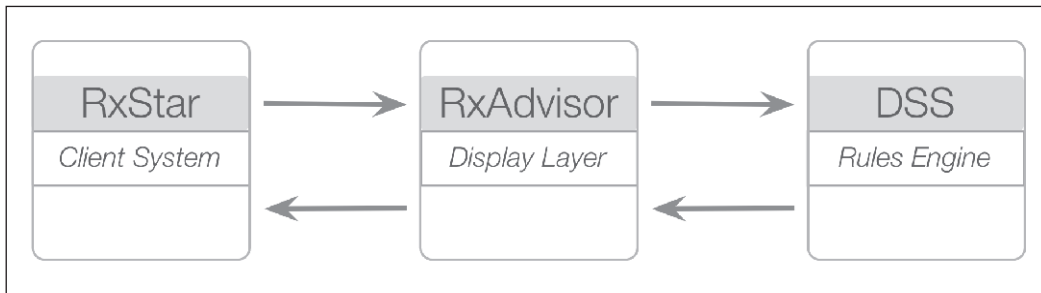 RxStar
Client System
RxAdvisor
Display Layer
DSS
Rules Engine